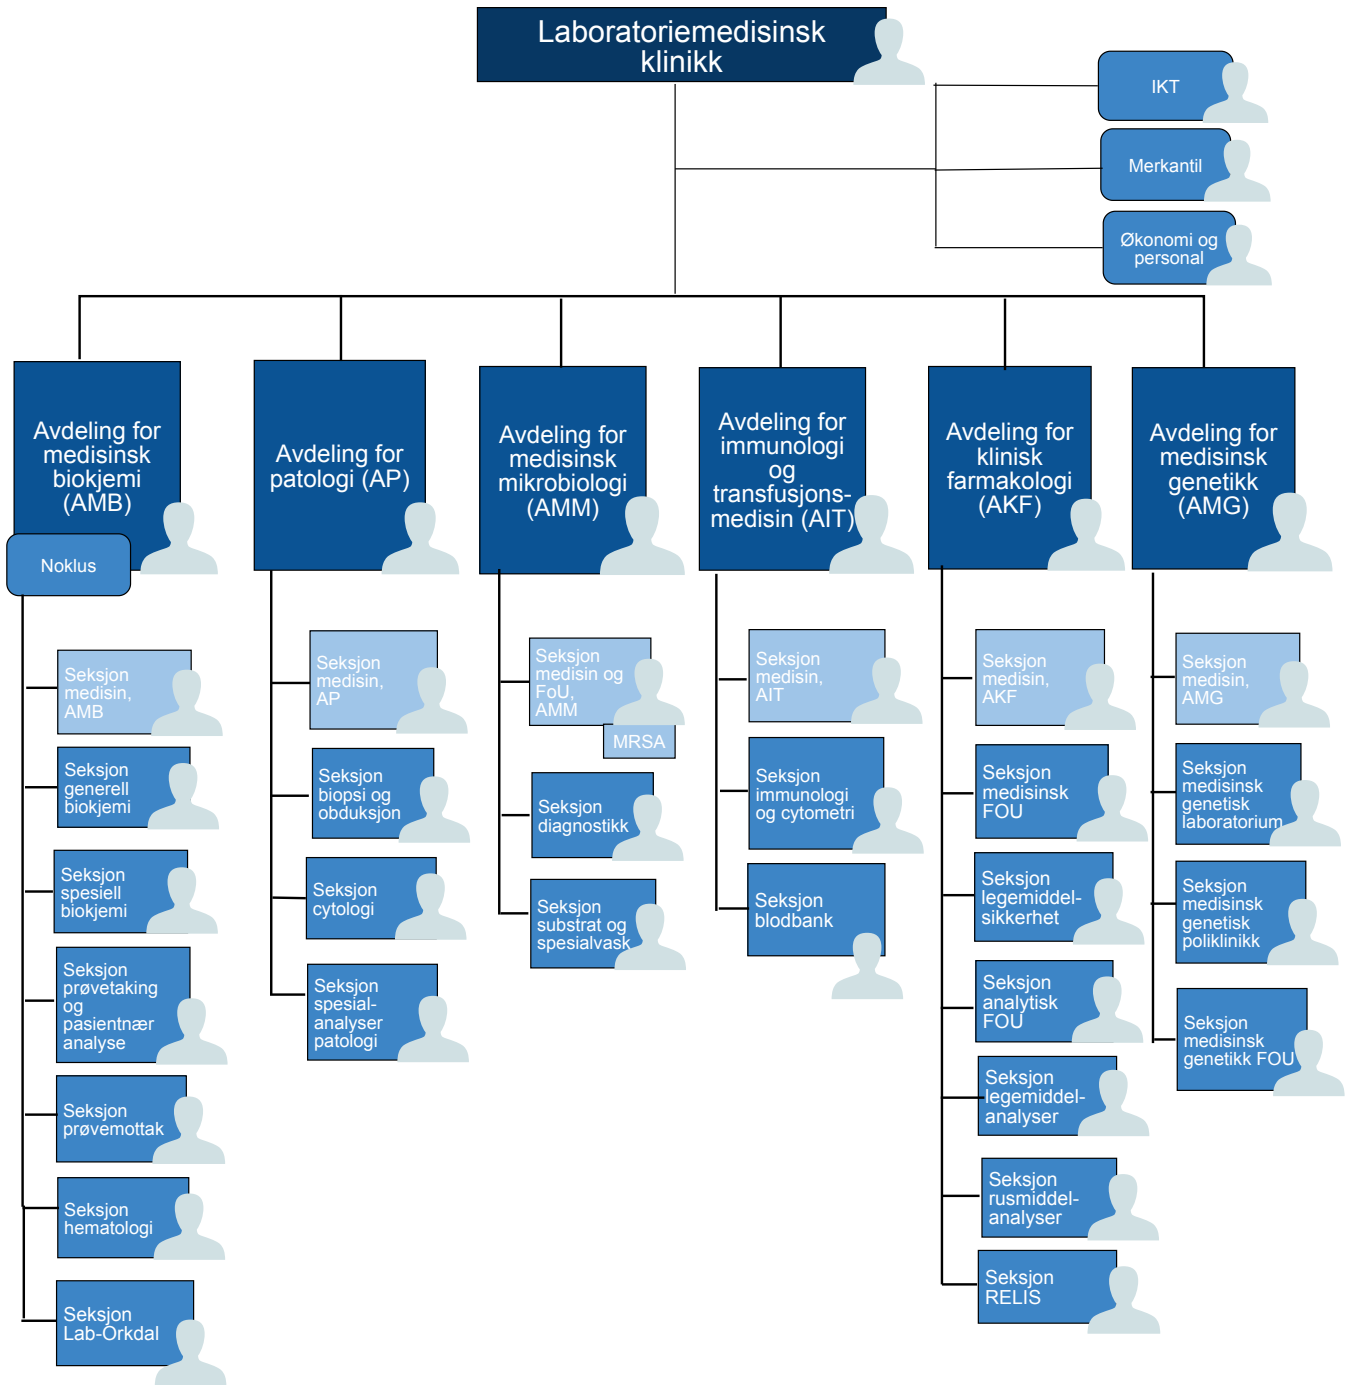 Laboratoriemedisinsk
klinikk
IKT
Merkantil
Økonomi og
personal
Avdeling for
medisinsk
biokjemi
(AMB)
Noklus
Seksjon
medisin,
AMB
Seksjon
generell
biokjemi
Seksjon
spesiell
biokjemi
Seksjon
prøvetaking
og
pasientnær
analyse
Seksjon
prøvemottak
Seksjon
hematologi
Seksjon
Lab-Orkdal
Avdeling for
patologi (AP)
Seksjon
medisin,
AP
Seksjon
biopsi og
obduksjon
Seksjon
cytologi
Seksjon
spesial-
analyser
patologi
Avdeling for
medisinsk
mikrobiologi
(AMM)
Seksjon
medisin og
FoU,
AMM
MRSA
Seksjon
diagnostikk
Seksjon
substrat og
spesialvask
Avdeling for
immunologi
og
transfusjons-
medisin (AIT)
Seksjon
medisin,
AIT
Seksjon
immunologi
og cytometri
Seksjon
blodbank
Avdeling for
klinisk
farmakologi
(AKF)
Seksjon
medisin,
AKF
Seksjon
medisinsk
FOU
Seksjon
legemiddel-
sikkerhet
Seksjon
analytisk
FOU
Seksjon
legemiddel-
analyser
Seksjon
rusmiddel-
analyser
Seksjon
RELIS
Avdeling for
medisinsk
genetikk
(AMG)
Seksjon
medisin,
AMG
Seksjon
medisinsk
genetisk
laboratorium
Seksjon
medisinsk
genetisk
poliklinikk
Seksjon
medisinsk
genetikk FOU